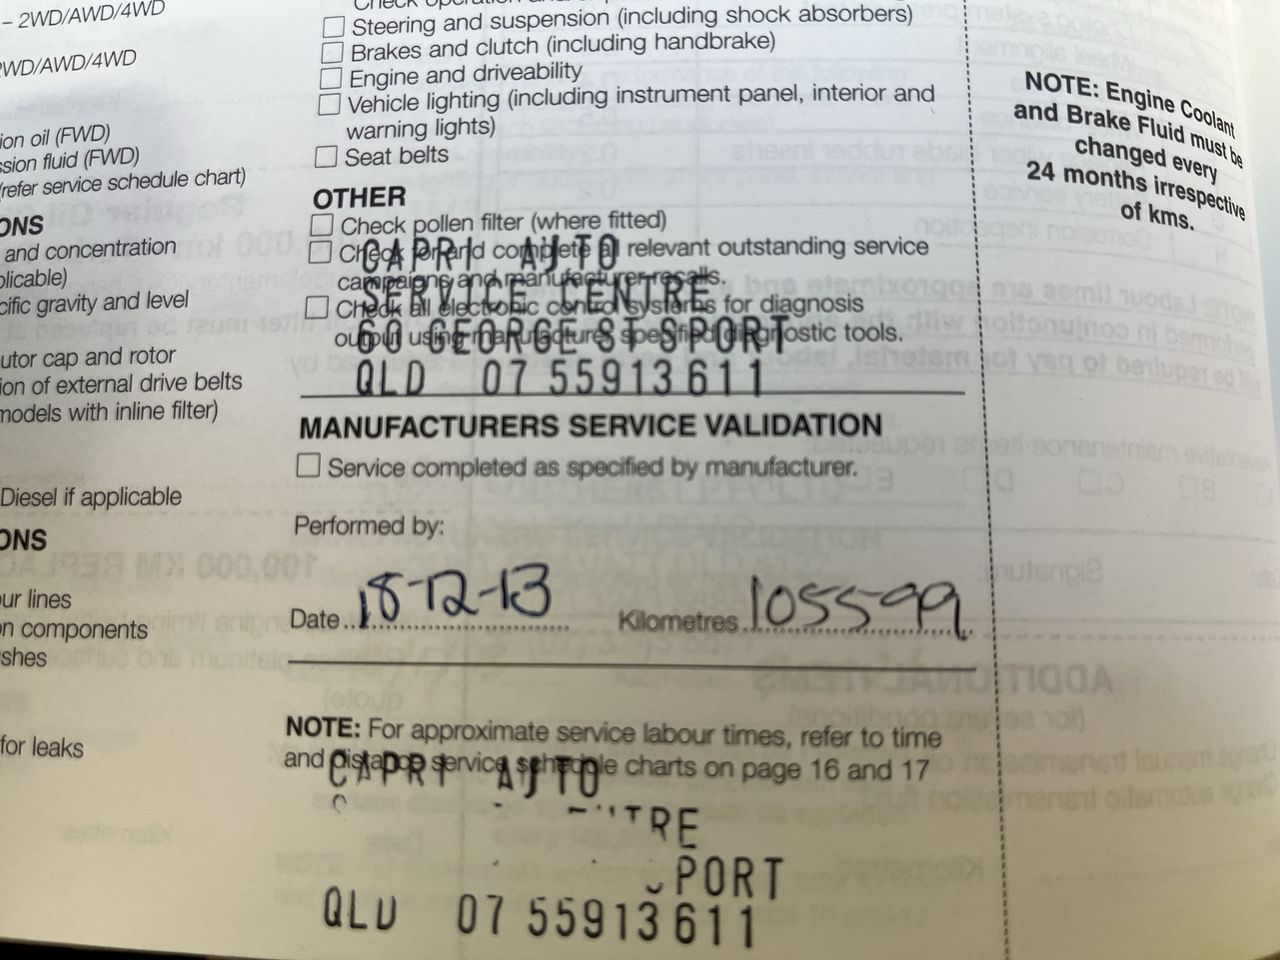 – 2WD/AWD/4WD
2WD/AWD/4WD
ion oil (FWD)
ssion fluid (FWD)
(refer service schedule chart)
ONS
and concentration
plicable)
cific gravity and level
utor cap and rotor
ion of external drive belts
models with inline filter)
Diesel if applicable
ONS
our lines
n components
shes
for leaks
☐ Steering and suspension (including shock absorbers)
☐ Brakes and clutch (including handbrake)
☐ Engine and driveability
☐ Vehicle lighting (including instrument panel, interior and
warning lights)
☐ Seat belts
OTHER
☐ Check pollen filter (where fitted)
☐ Check for and complete all relevant outstanding service
campaigns and manufacturer recalls.
☐ Check all electronic control systems for diagnosis
output using manufactures specified diagnostic tools.
CAPRI AUTO
SERVICE CENTRE
60 GEORGE ST SPORT
QLD 07 55913611
MANUFACTURERS SERVICE VALIDATION
☐ Service completed as specified by manufacturer.
Performed by:
Date 18-12-13 Kilometres 105599
NOTE: For approximate service labour times, refer to time
and distance service schedule charts on page 16 and 17
CAPRI AUTO
TRE
PORT
QLD 07 55913611
NOTE: Engine Coolant
and Brake Fluid must be
changed every
24 months irrespective
of kms.